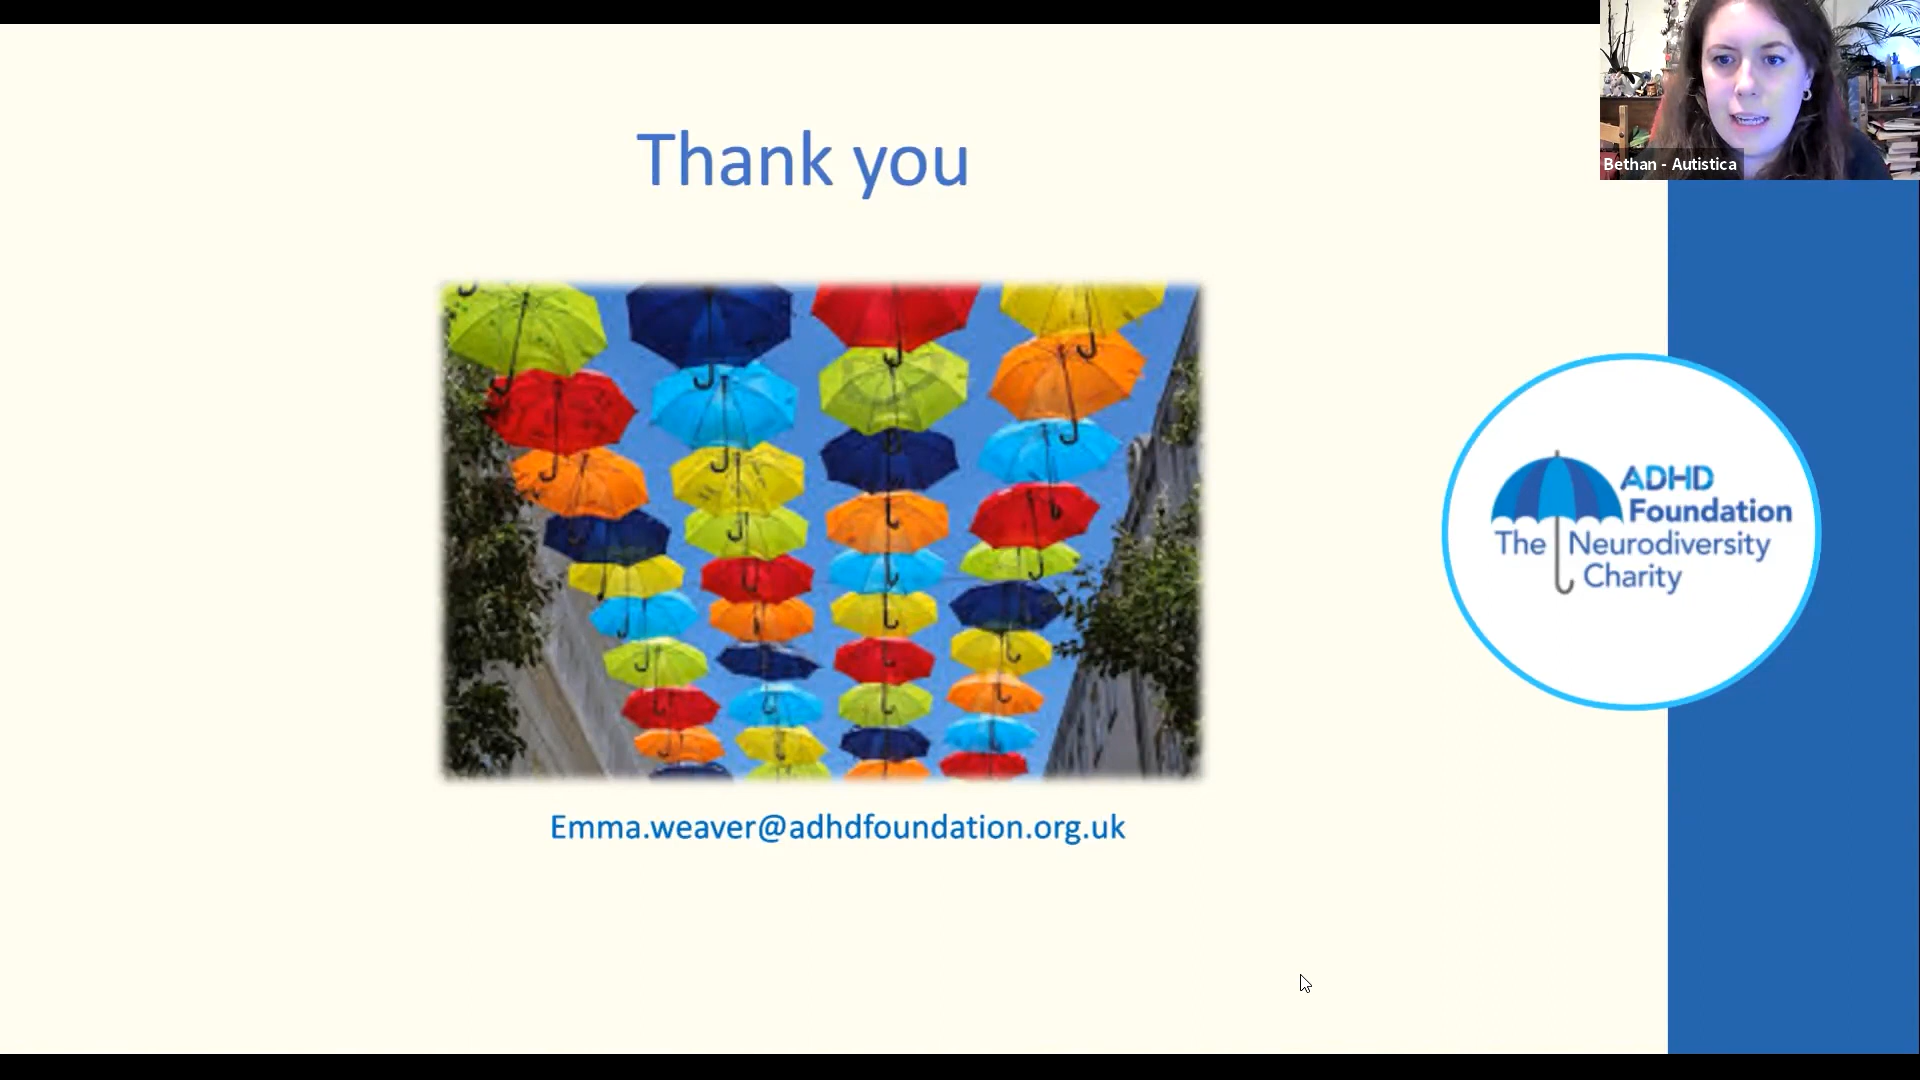 Bethan - Autistica
Thank you
ADHD
Foundation
The Neurodiversity
Charity
Emma.weaver@adhdfoundation.org.uk